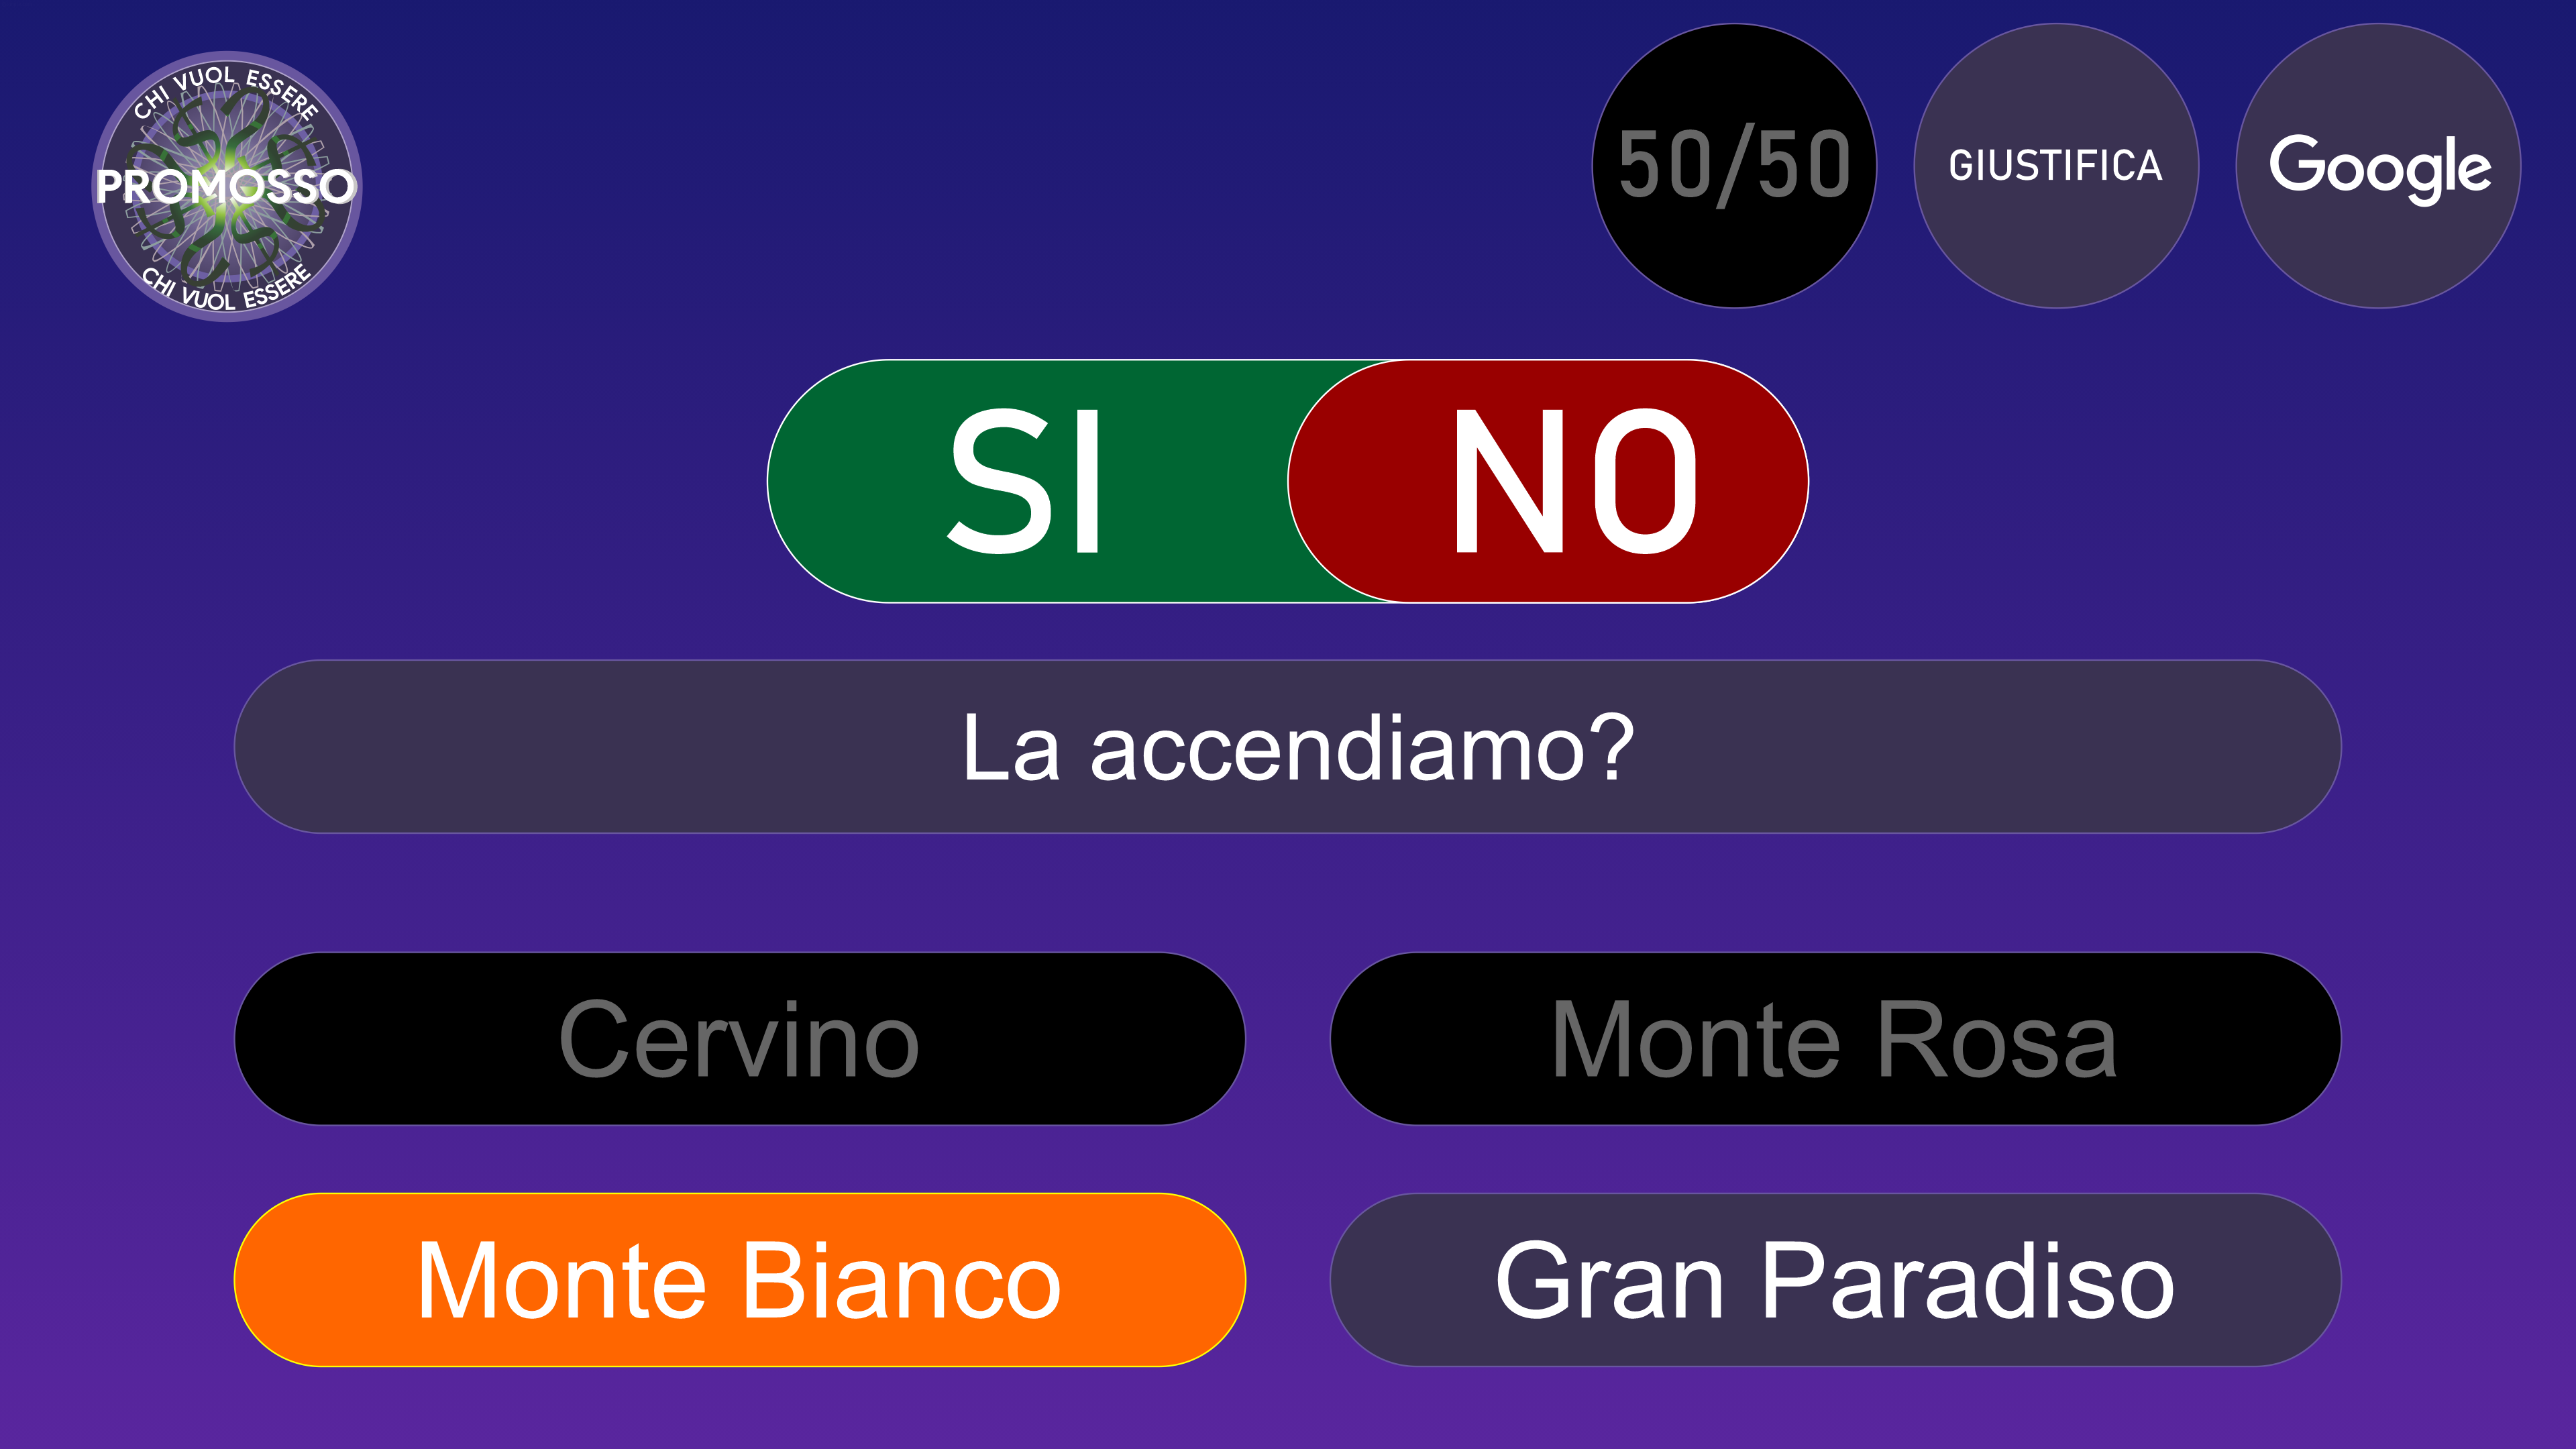 CHI VUOL ESSERE
PROMOSSO
CHI VUOL ESSERE
50/50
GIUSTIFICA
Google
SI
NO
La accendiamo?
Cervino
Monte Rosa
Monte Bianco
Gran Paradiso